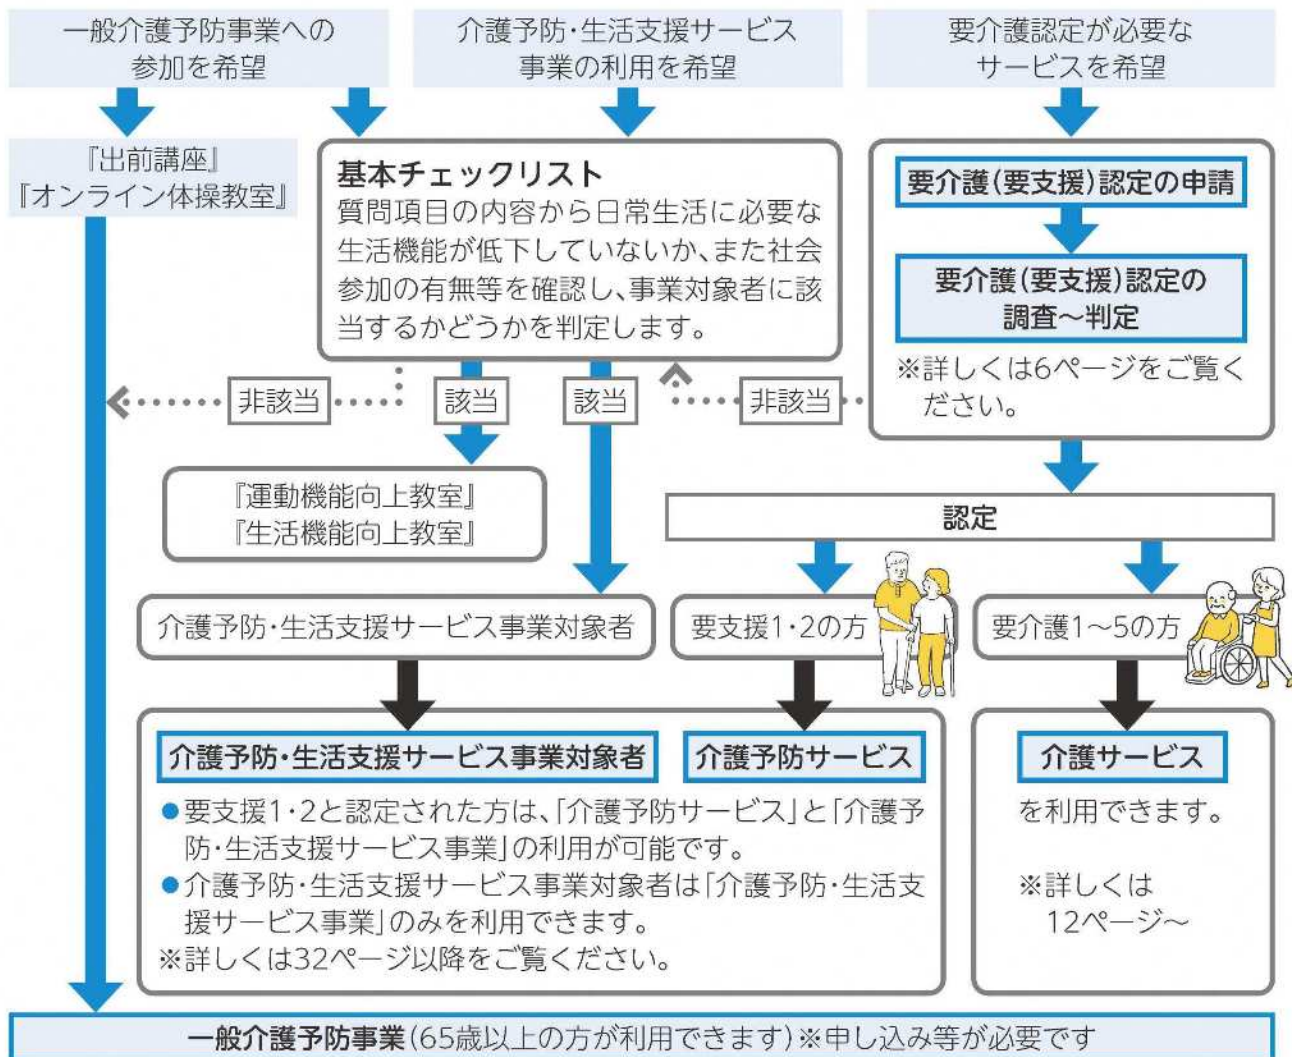 一般介護予防事業への
参加を希望
介護予防・生活支援サービス
事業の利用を希望
要介護認定が必要な
サービスを希望
『出前講座』
『オンライン体操教室』
基本チェックリスト
質問項目の内容から日常生活に必要な
生活機能が低下していないか、また社会
参加の有無等を確認し、事業対象者に該
当するかどうかを判定します。
要介護(要支援)認定の申請
要介護(要支援)認定の
調査〜判定
※詳しくは6ページをご覧く
ださい。
非該当
該当
該当
非該当
『運動機能向上教室』
『生活機能向上教室』
認定
介護予防・生活支援サービス事業対象者
要支援1・2の方
要介護1〜5の方
介護予防・生活支援サービス事業対象者
介護予防サービス
●要支援1・2と認定された方は、「介護予防サービス」と「介護予
防・生活支援サービス事業」の利用が可能です。
●介護予防・生活支援サービス事業対象者は「介護予防・生活支
援サービス事業」のみを利用できます。
※詳しくは32ページ以降をご覧ください。
介護サービス
を利用できます。
※詳しくは
12ページ〜
一般介護予防事業(65歳以上の方が利用できます)※申し込み等が必要です